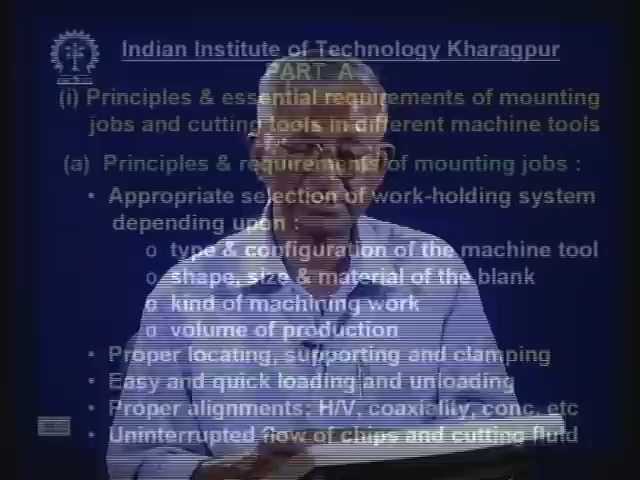 Indian Institute of Technology Kharagpur
PART A
(i) Principles & essential requirements of mounting
jobs and cutting tools in different machine tools
(a) Principles & requirements of mounting jobs :
• Appropriate selection of work-holding system
depending upon :
o type & configuration of the machine tool
o shape, size & material of the blank
o kind of machining work
o volume of production
• Proper locating, supporting and clamping
• Easy and quick loading and unloading
• Proper alignments; H/V, coaxiality, conc. etc
• Uninterrupted flow of chips and cutting fluid